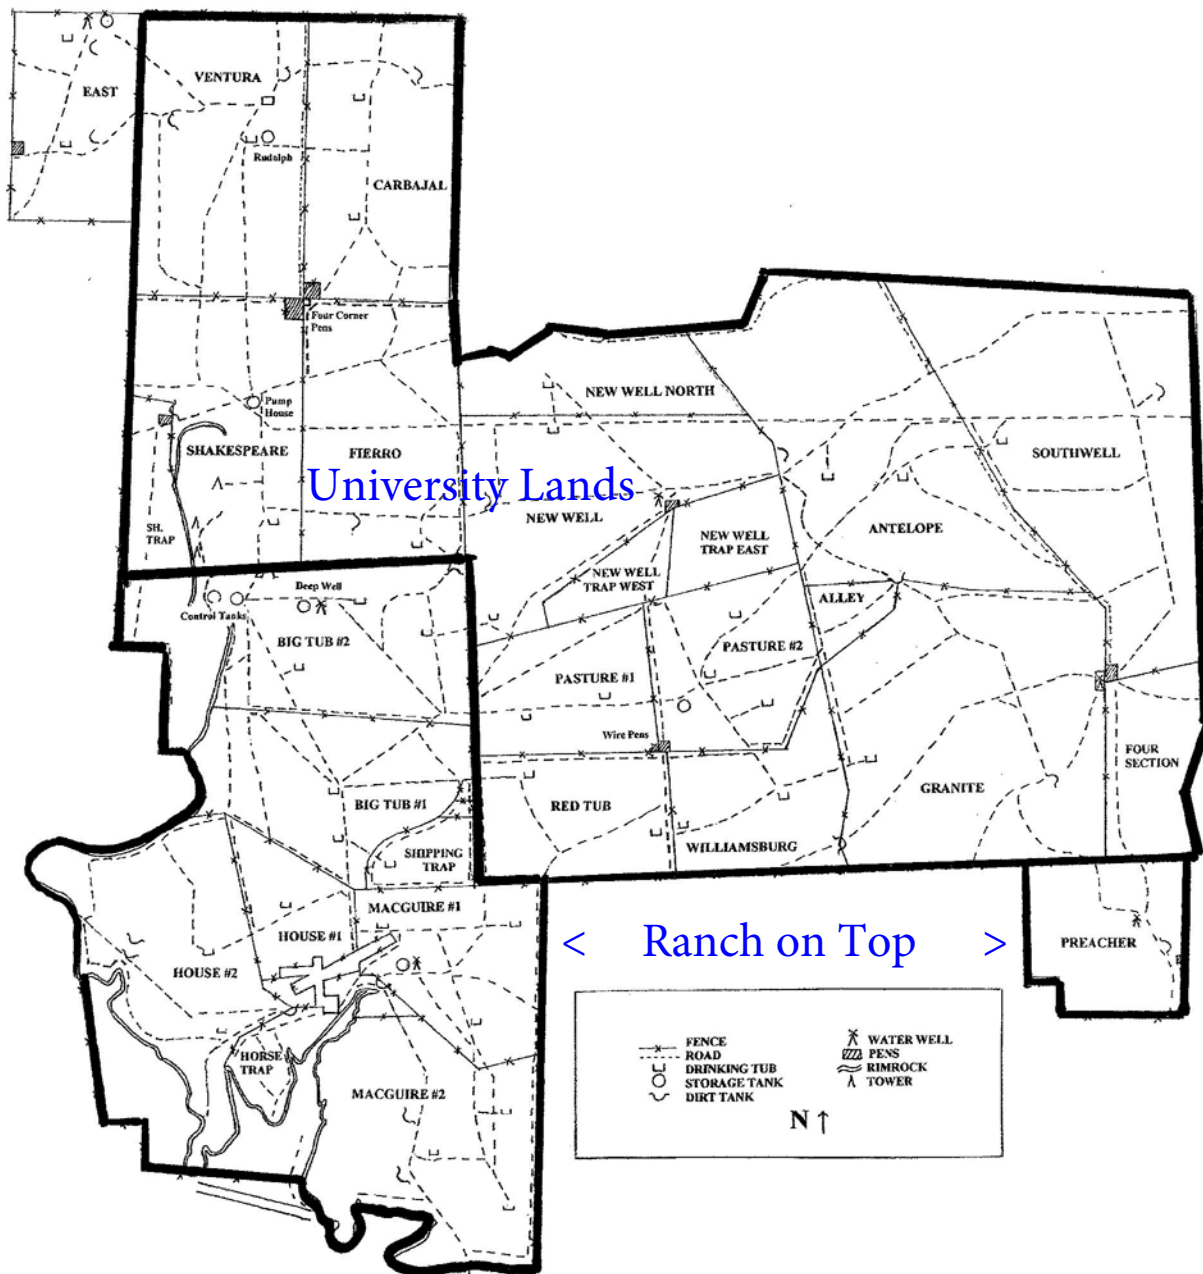 EAST
VENTURA
Rudolph
CARBAJAL
Four Corner
Pens
NEW WELL NORTH
Pump
House
SHAKESPEARE
FIERRO
SOUTHWELL
University Lands
NEW WELL
ANTELOPE
SH.
TRAP
NEW WELL
TRAP EAST
NEW WELL
TRAP WEST
ALLEY
Deep Well
Control Tanks
BIG TUB #2
PASTURE #2
PASTURE #1
Wire Pens
FOUR
SECTION
GRANITE
BIG TUB #1
RED TUB
WILLIAMSBURG
SHIPPING
TRAP
MACGUIRE #1
HOUSE #1
HOUSE #2
< Ranch on Top >
PREACHER
HORSE
TRAP
MACGUIRE #2
FENCE
ROAD
DRINKING TUB
STORAGE TANK
DIRT TANK
WATER WELL
PENS
RIMROCK
TOWER
N ↑